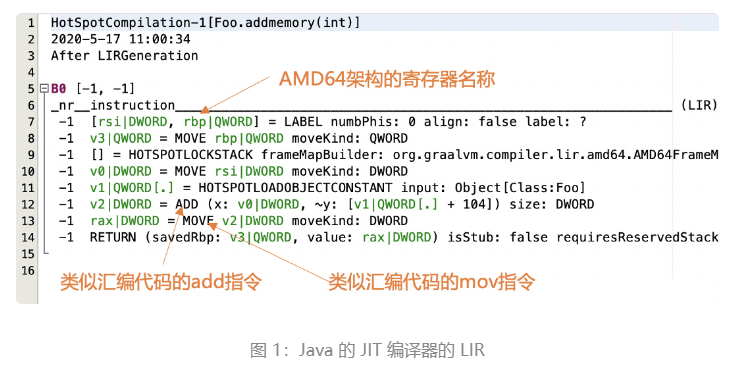 1 HotSpotCompilation-1[Foo.addmemory(int)]
2 2020-5-17 11:00:34
3 After LIRGeneration
4
5 B0 [-1, -1]
AMD64架构的寄存器名称
6 _nr__instruction______________________________________________ (LIR)
7 -1 [rsi|DWORD, rbp|QWORD] = LABEL numbPhis: 0 align: false label: ?
8 -1 v3|QWORD = MOVE rbp|QWORD moveKind: QWORD
9 -1 [] = HOTSPOTLOCKSTACK frameMapBuilder: org.graalvm.compiler.lir.amd64.AMD64FrameM
10 -1 v0|DWORD = MOVE rsi|DWORD moveKind: DWORD
11 -1 v1|QWORD[.] = HOTSPOTLOADOBJECTCONSTANT input: Object[Class:Foo]
12 -1 v2|DWORD = ADD (x: v0|DWORD, ~y: [v1|QWORD[.] + 104]) size: DWORD
13 -1 rax|DWORD = MOVE v2|DWORD moveKind: DWORD
14 -1 RETURN (savedRbp: v3|QWORD, value: rax|DWORD) isStub: false requiresReservedStack
15
16
类似汇编代码的add指令 类似汇编代码的mov指令
图 1：Java 的 JIT 编译器的 LIR